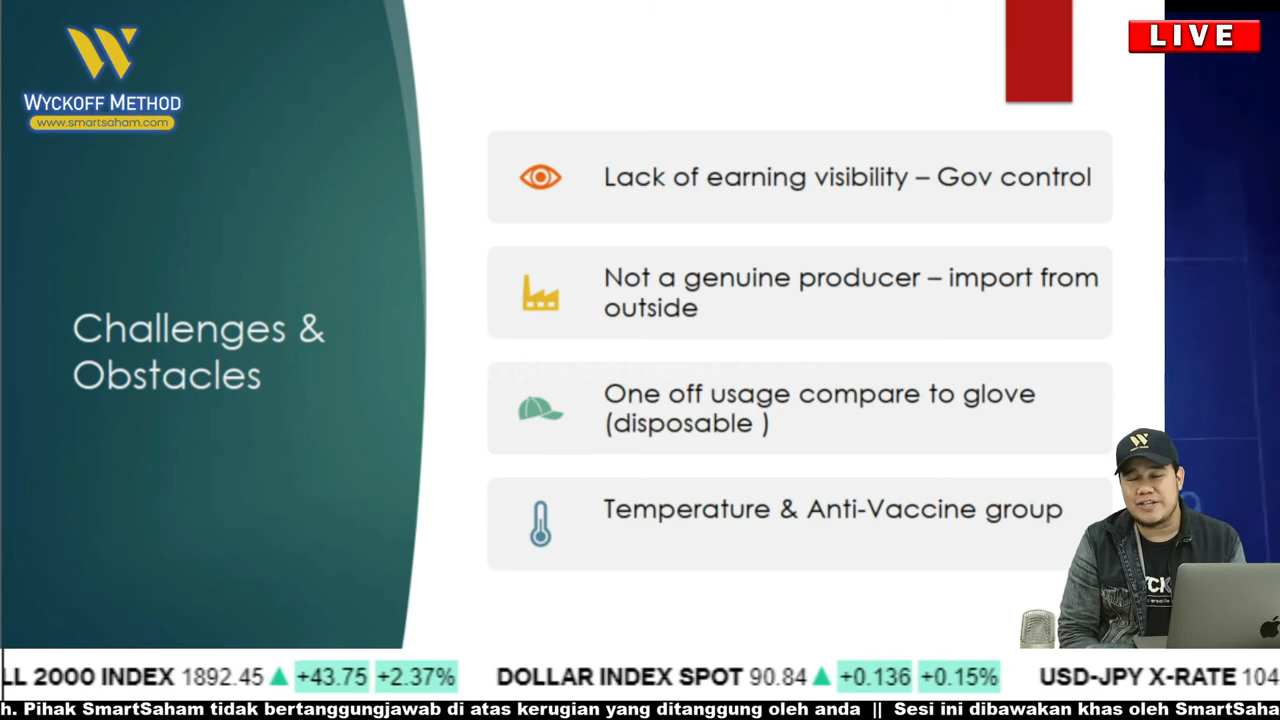 W
WYCKOFF METHOD
www.smartsaham.com
LIVE
Challenges &
Obstacles
Lack of earning visibility – Gov control
Not a genuine producer – import from
outside
One off usage compare to glove
(disposable )
Temperature & Anti-Vaccine group
LL 2000 INDEX 1892.45 ▲ +43.75 +2.37% DOLLAR INDEX SPOT 90.84 ▲ +0.136 +0.15% USD-JPY X-RATE 104
h. Pihak SmartSaham tidak bertanggungjawab di atas kerugian yang ditanggung oleh anda || Sesi ini dibawakan khas oleh SmartSaha